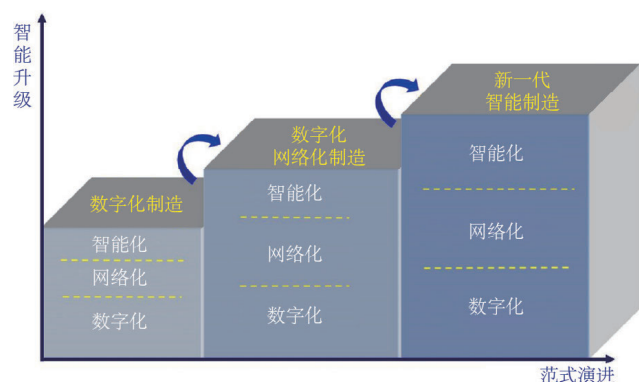 智能升级
数字化制造
智能化
网络化
数字化
数字化
网络化制造
智能化
网络化
数字化
新一代
智能制造
智能化
网络化
数字化
范式演进